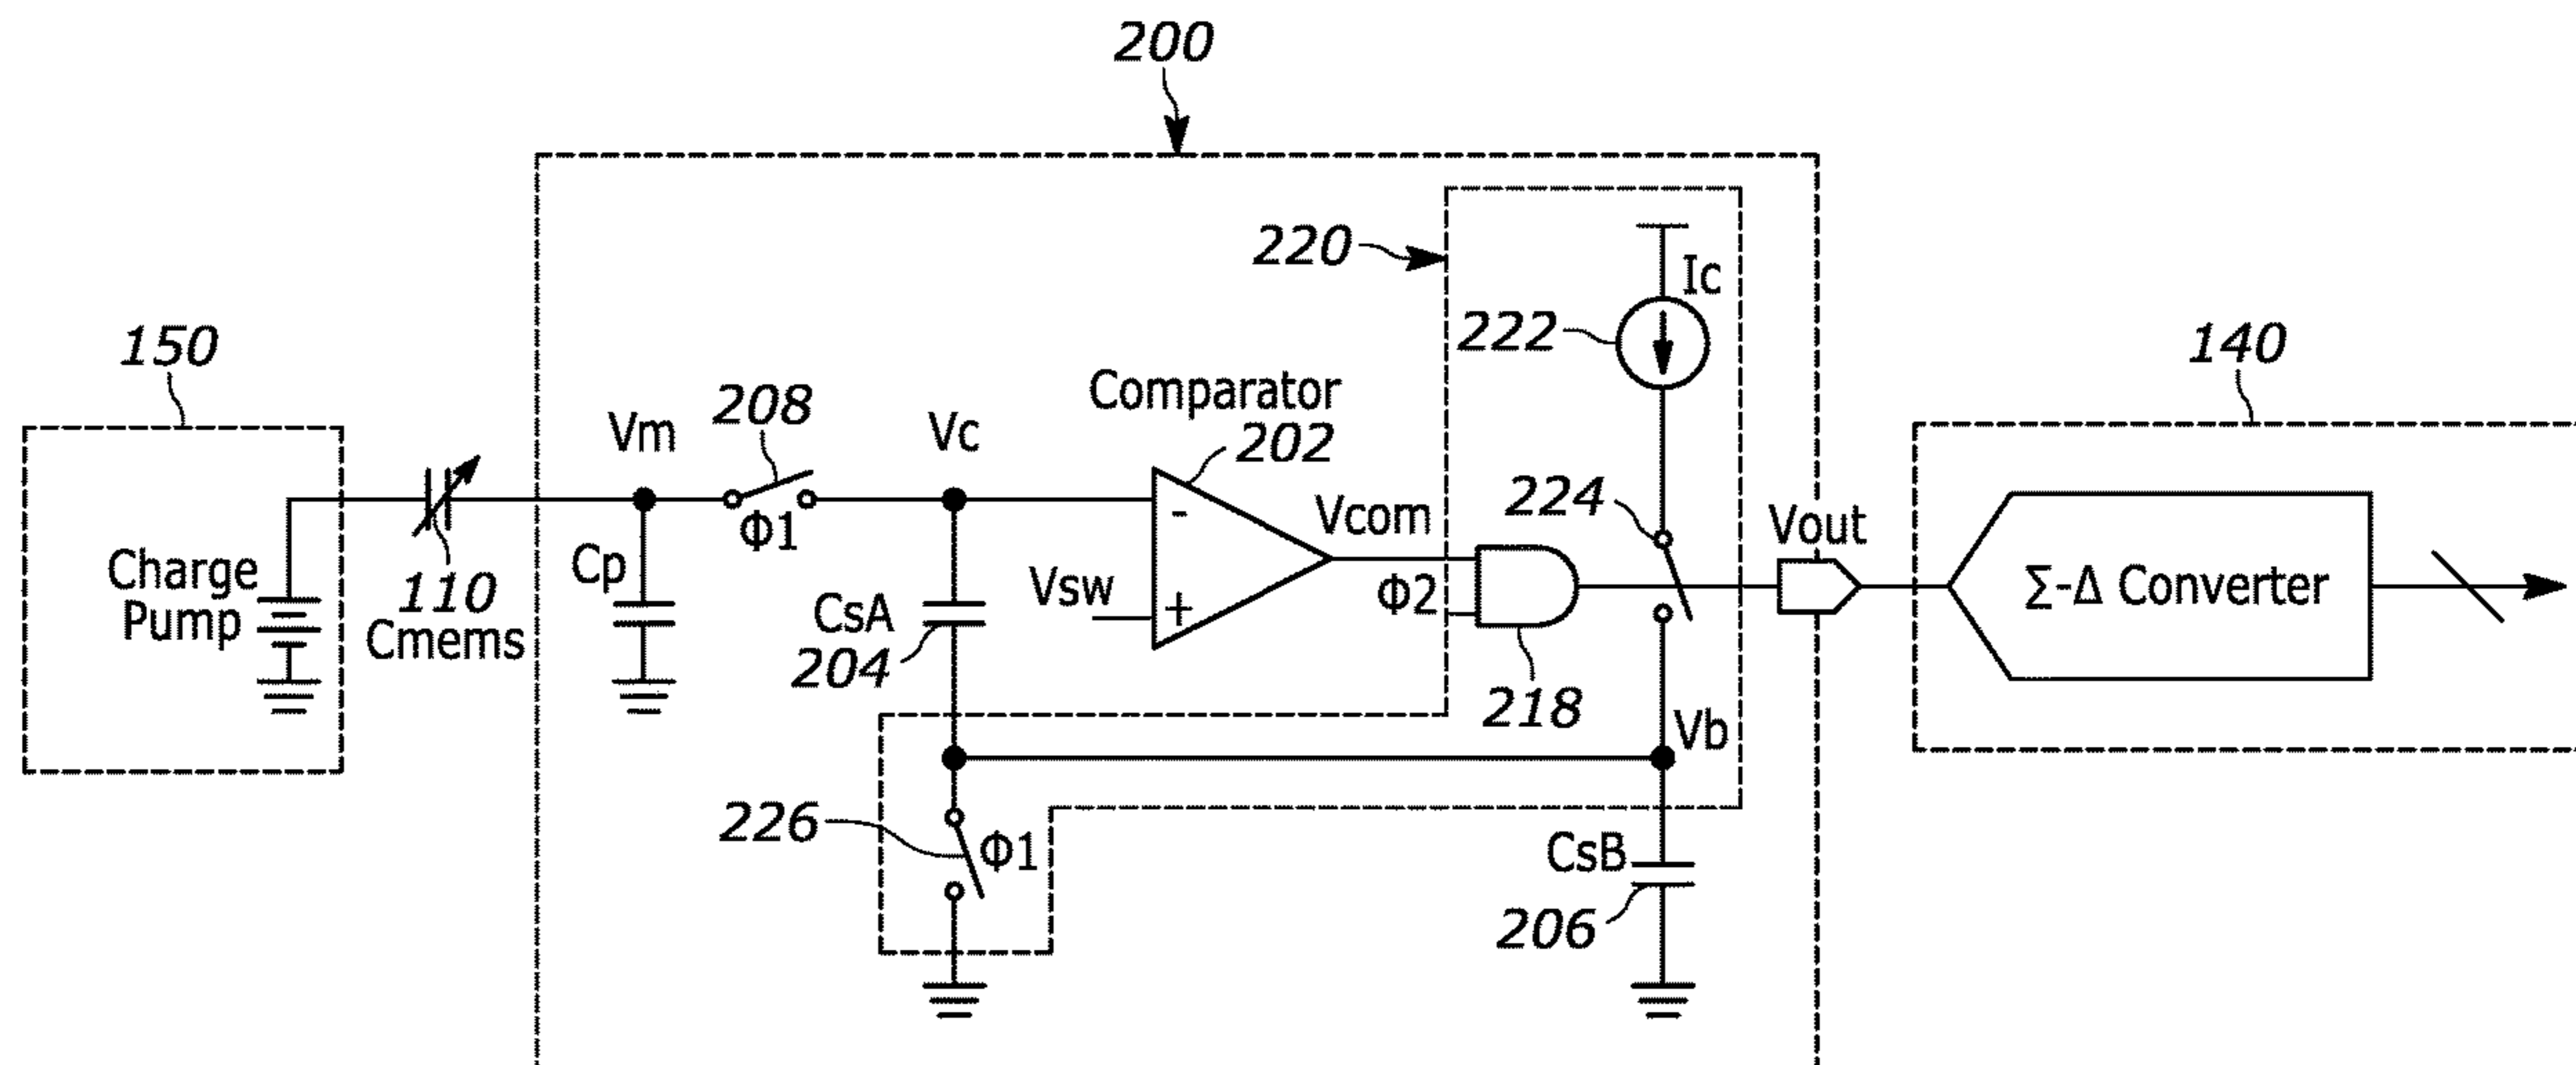 200
220
Ic
222
150
140
208
Comparator
202
Vm
Vc
-
224
Vcom
Vout
Φ1
Charge
Pump
Cp
110
Cmems
Vsw
+
Φ2
Σ-Δ Converter
CsA
204
218
Vb
226
Φ1
CsB
206